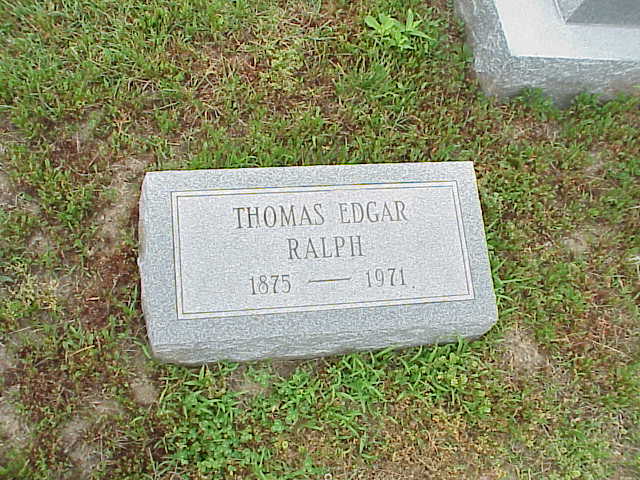 THOMAS EDGAR
RALPH
1875 — 1971